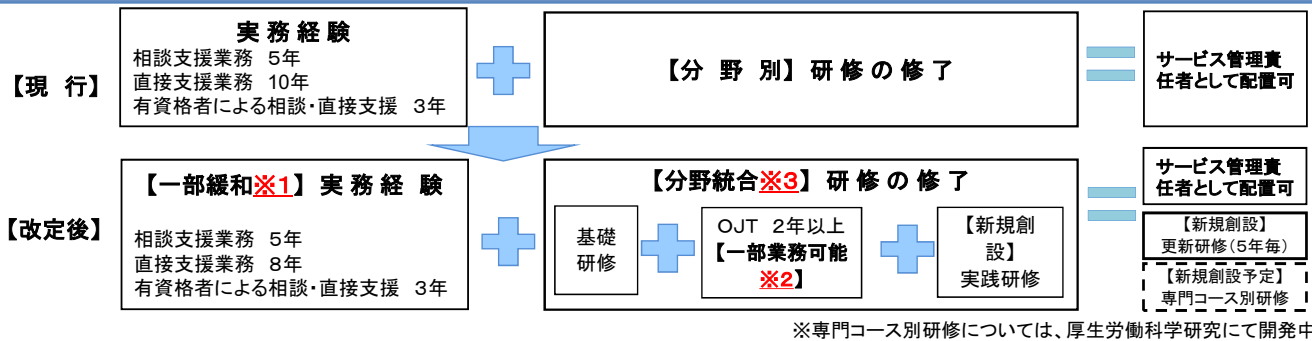 【現 行】
実 務 経 験
相談支援業務 5年
直接支援業務 10年
有資格者による相談・直接支援 3年
【分 野 別】 研 修 の 修 了
サービス管理責
任者として配置可
【改定後】
【一部緩和※1】 実 務 経 験
相談支援業務 5年
直接支援業務 8年
有資格者による相談・直接支援 3年
【分野統合※3】 研 修 の 修 了
基礎
研修
OJT 2年以上
【一部業務可能
※2】
【新規創
設】
実践研修
サービス管理責
任者として配置可
【新規創設】
更新研修(5年毎)
【新規創設予定】
専門コース別研修
※専門コース別研修については、厚生労働科学研究にて開発中